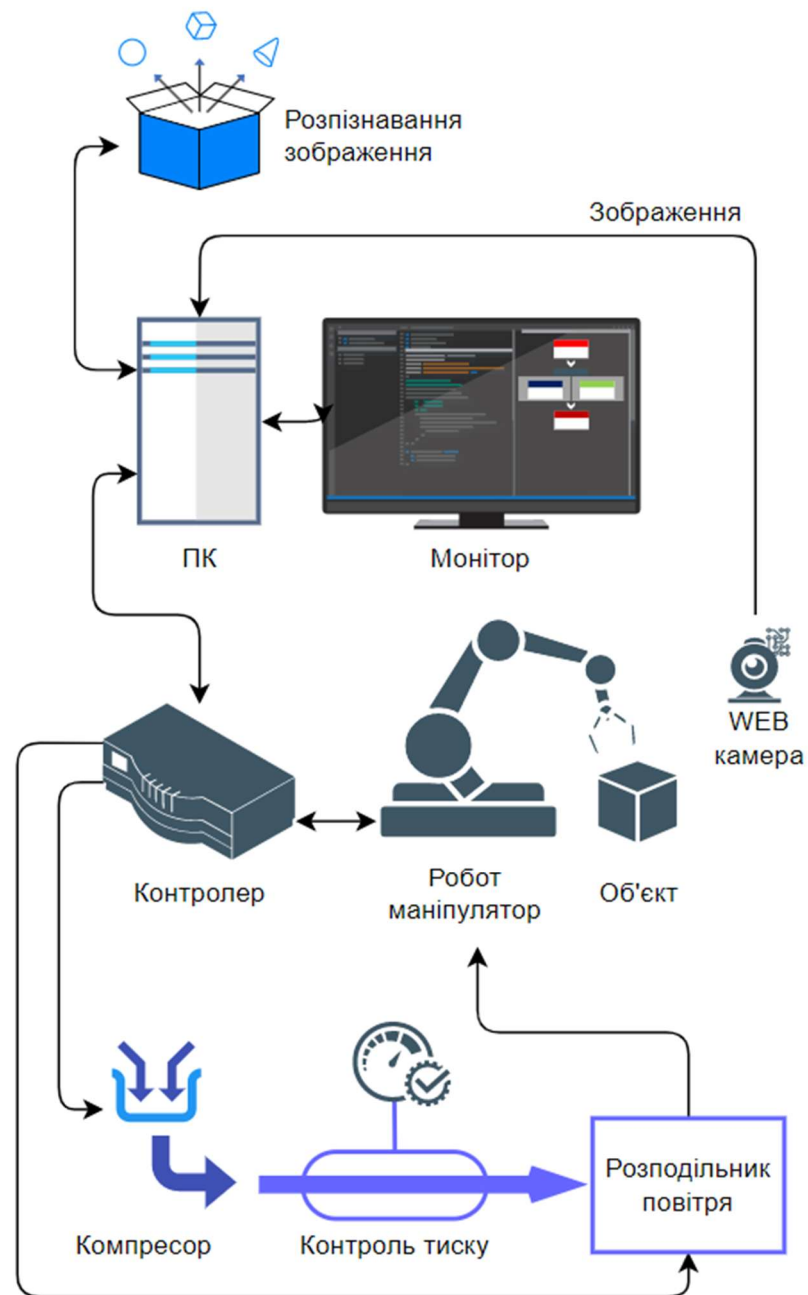 Розпізнавання
зображення
Зображення
ПК
Монітор
WEB
камера
Контролер
Робот
маніпулятор
Об'єкт
Компресор
Контроль тиску
Розподільник
повітря